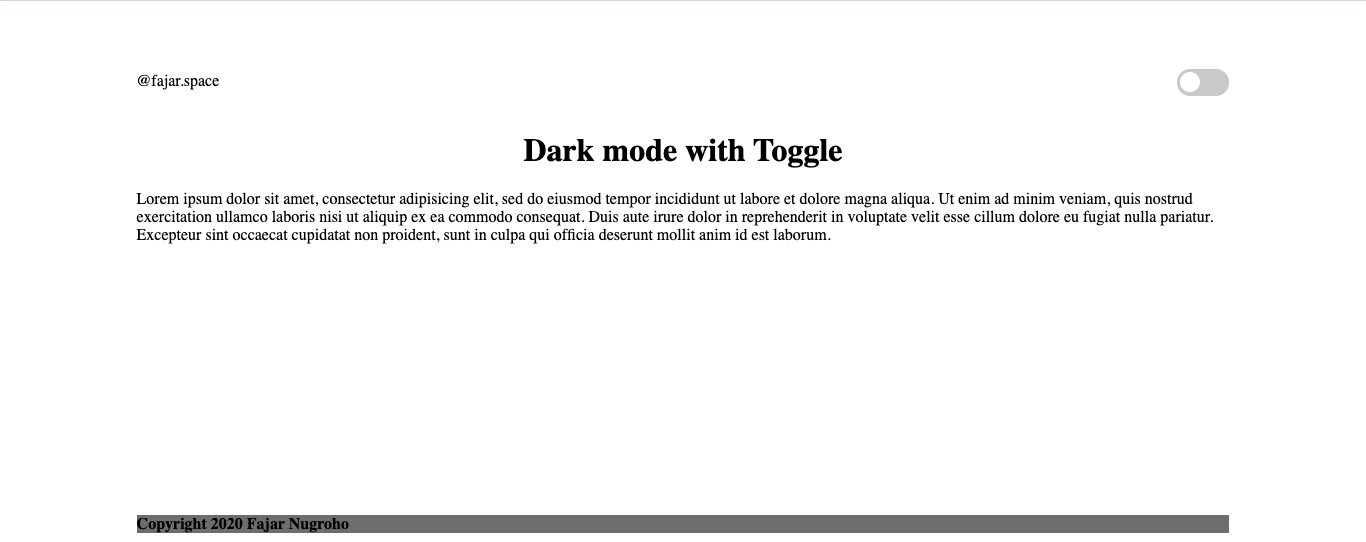 @fajar.space
Dark mode with Toggle
Lorem ipsum dolor sit amet, consectetur adipisicing elit, sed do eiusmod tempor incididunt ut labore et dolore magna aliqua. Ut enim ad minim veniam, quis nostrud
exercitation ullamco laboris nisi ut aliquip ex ea commodo consequat. Duis aute irure dolor in reprehenderit in voluptate velit esse cillum dolore eu fugiat nulla pariatur.
Excepteur sint occaecat cupidatat non proident, sunt in culpa qui officia deserunt mollit anim id est laborum.
Copyright 2020 Fajar Nugroho